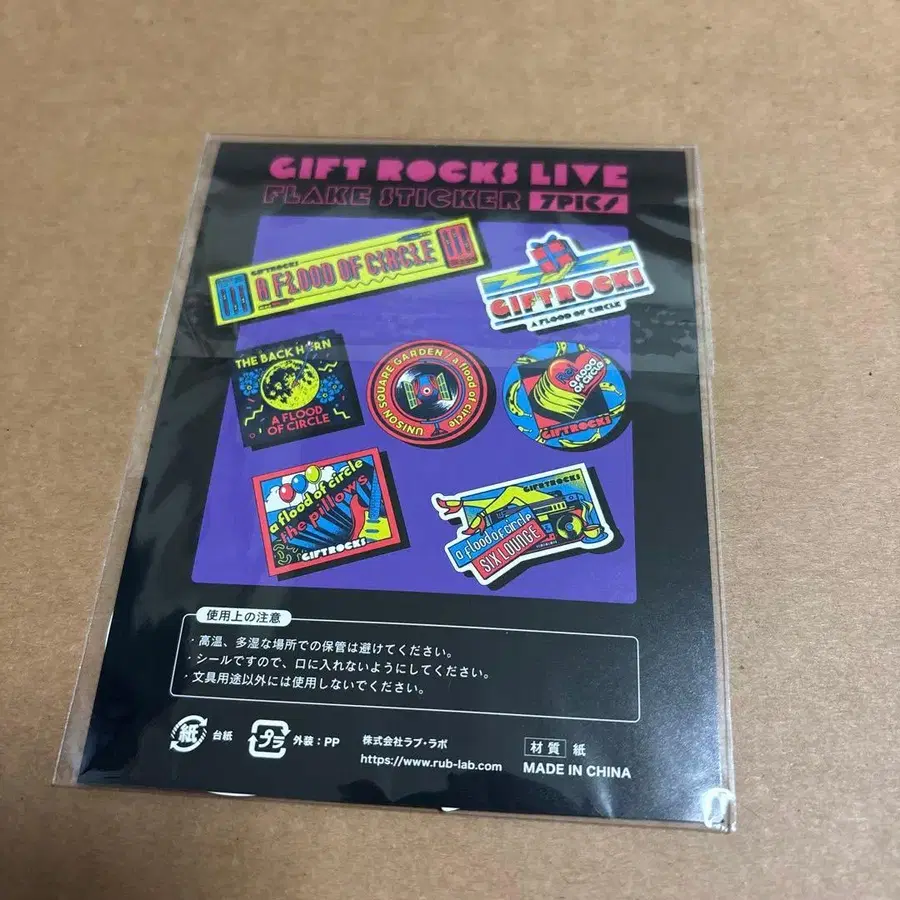 GIFT ROCKS LIVE
FLAKE STICKER 7PiCS
GIFTROCKS
A FLOOD OF CIRCLE
GIFTROCKS
A FLOOD OF CIRCLE
THE BACK HORN
A FLOOD
OF CIRCLE
UNISON SQUARE GARDEN / a flood of circle
GIFTROCKS
A FLOOD
OF CIRCLE
GIFTROCKS
a flood of circle
the pillows
GIFTROCKS
GIFTROCKS
a flood of circle
SIX LOUNGE
使用上の注意
・高温、多湿な場所での保管は避けてください。
・シールですので、口に入れないようにしてください。
・文具用途以外には使用しないでください。
紙 台紙
プラ 外装：PP
株式会社ラブ・ラボ
https://www.rub-lab.com
材質 紙
MADE IN CHINA